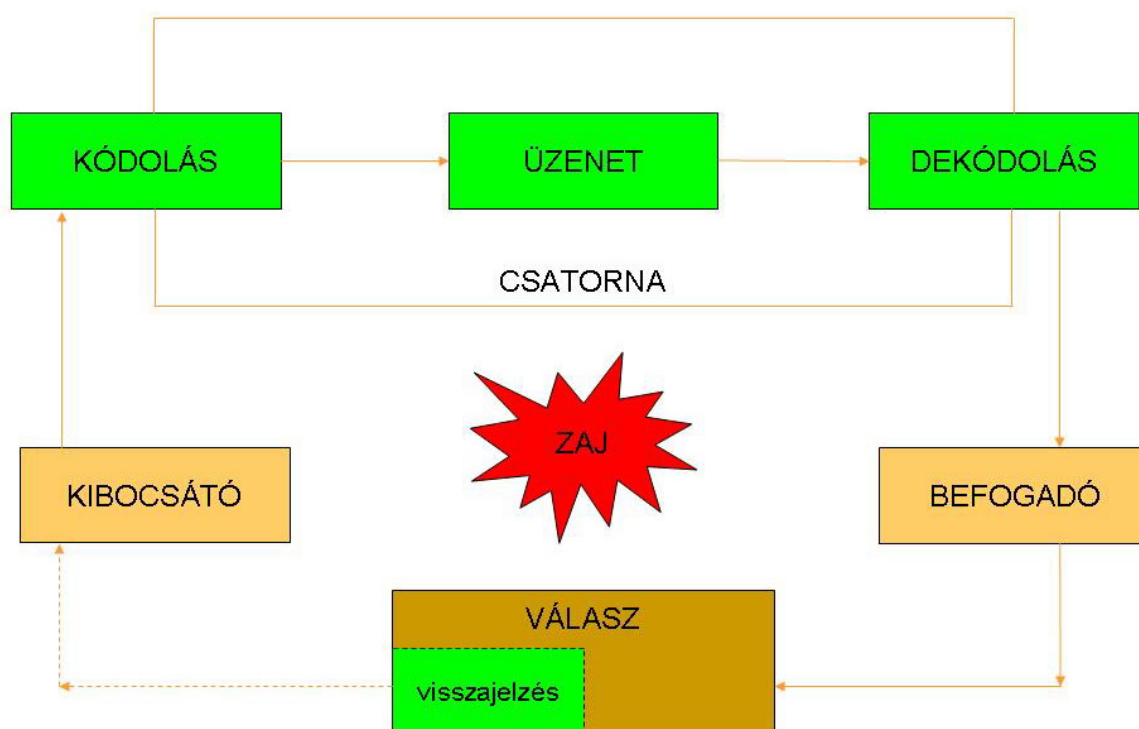 KÓDOLÁS
ÜZENET
DEKÓDOLÁS
CSATORNA
ZAJ
KIBOCSÁTÓ
BEFOGADÓ
VÁLASZ
visszajelzés